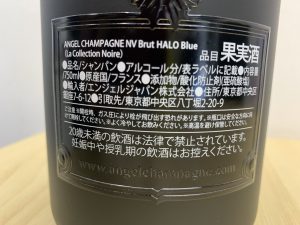 ANGEL CHAMPAGNE NV Brut HALO Blue
(La Collection Noire)
品目 果実酒
●品名/シャンパン●アルコール分/表ラベルに記載●内容量
/750ml●原産国/フランス●添加物/酸化防止剤(亜硫酸塩)
●輸入者/エンジェルジャパン株式会社●住所/東京都中央区
銀座7-6-12●引取先/東京都中央区八丁堀2-20-9
20歳未満の飲酒は法律で禁止されています。
妊娠中や授乳期の飲酒はお控えください。
www.angelchampagne.com